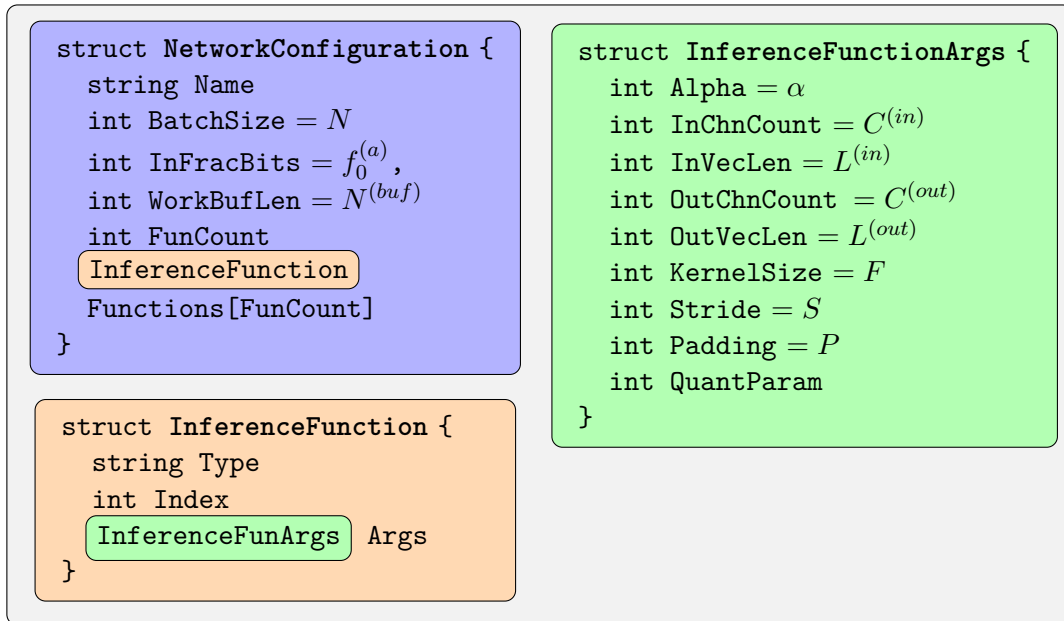 struct NetworkConfiguration {
string Name
int BatchSize = N
int InFracBits = f₀⁽ᵃ⁾,
int WorkBufLen = N⁽ᵇᵘᶠ⁾
int FunCount
InferenceFunction
Functions[FunCount]
}
struct InferenceFunction {
string Type
int Index
InferenceFunArgs Args
}
struct InferenceFunctionArgs {
int Alpha = α
int InChnCount = C⁽ⁱⁿ⁾
int InVecLen = L⁽ⁱⁿ⁾
int OutChnCount = C⁽ᵒᵘᵗ⁾
int OutVecLen = L⁽ᵒᵘᵗ⁾
int KernelSize = F
int Stride = S
int Padding = P
int QuantParam
}